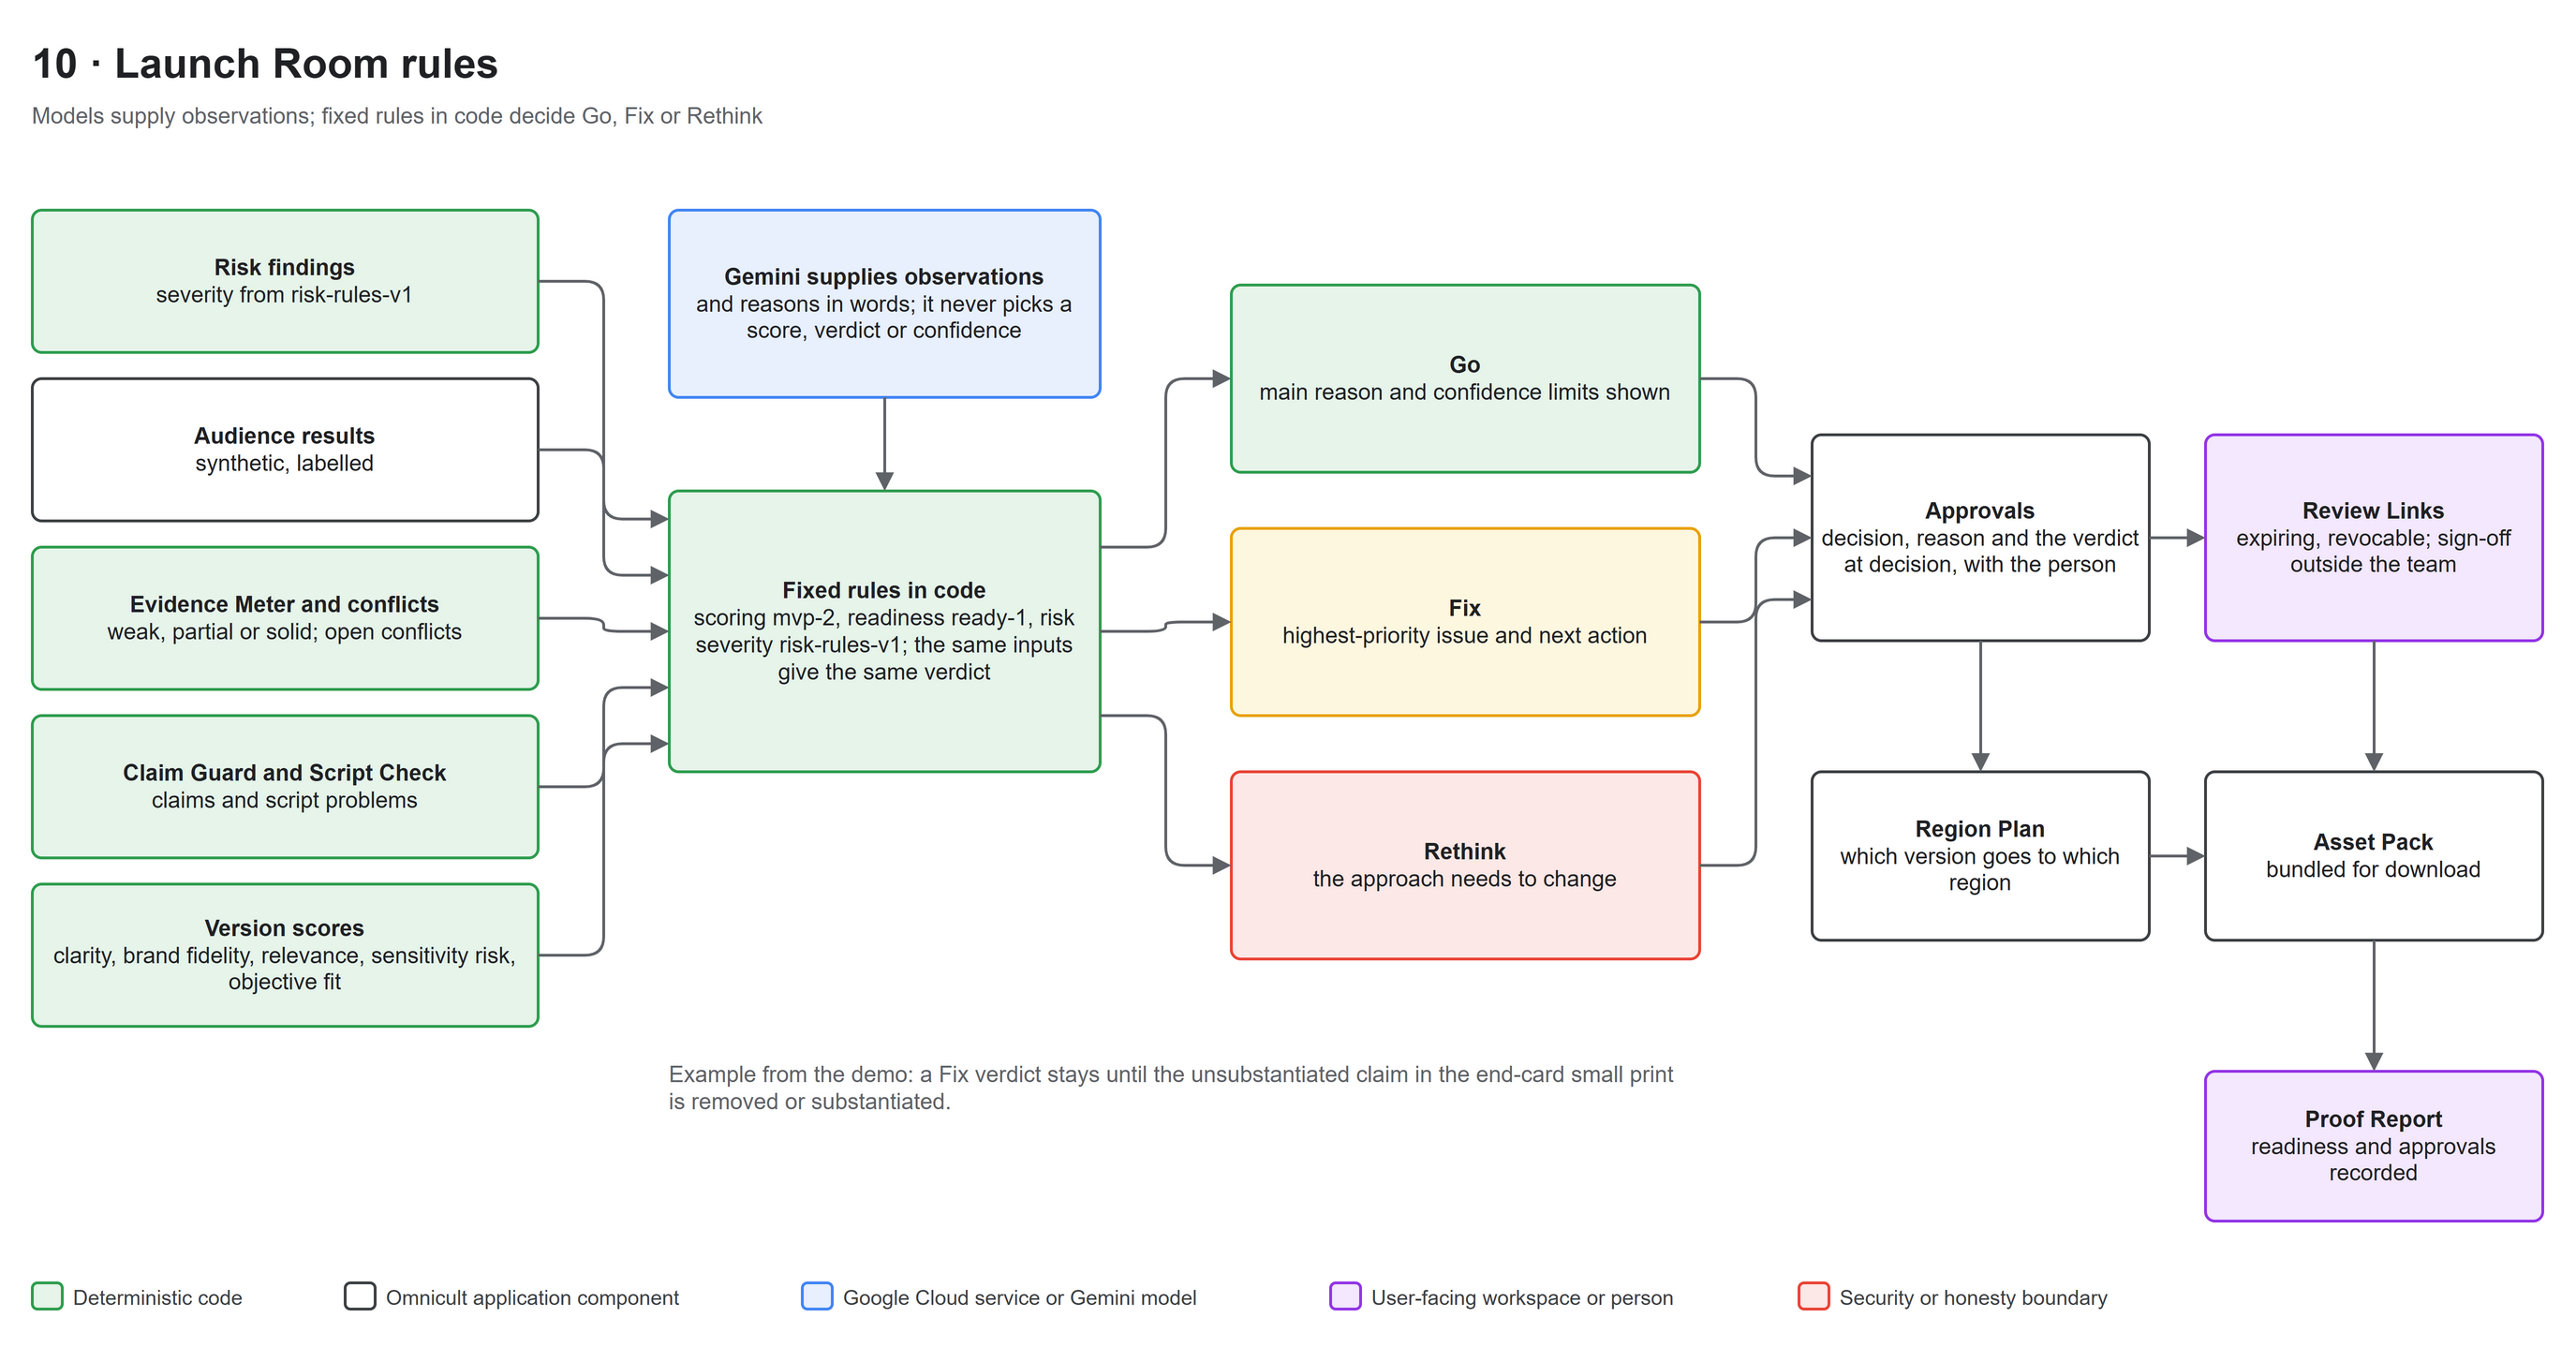 10 · Launch Room rules
Models supply observations; fixed rules in code decide Go, Fix or Rethink
Risk findings
severity from risk-rules-v1
Audience results
synthetic, labelled
Evidence Meter and conflicts
weak, partial or solid; open conflicts
Claim Guard and Script Check
claims and script problems
Version scores
clarity, brand fidelity, relevance, sensitivity risk,
objective fit
Gemini supplies observations
and reasons in words; it never picks a
score, verdict or confidence
Fixed rules in code
scoring mvp-2, readiness ready-1, risk
severity risk-rules-v1; the same inputs
give the same verdict
Go
main reason and confidence limits shown
Fix
highest-priority issue and next action
Rethink
the approach needs to change
Approvals
decision, reason and the verdict
at decision, with the person
Review Links
expiring, revocable; sign-off
outside the team
Region Plan
which version goes to which
region
Asset Pack
bundled for download
Proof Report
readiness and approvals
recorded
Example from the demo: a Fix verdict stays until the unsubstantiated claim in the end-card small print
is removed or substantiated.
Deterministic code
Omnicult application component
Google Cloud service or Gemini model
User-facing workspace or person
Security or honesty boundary